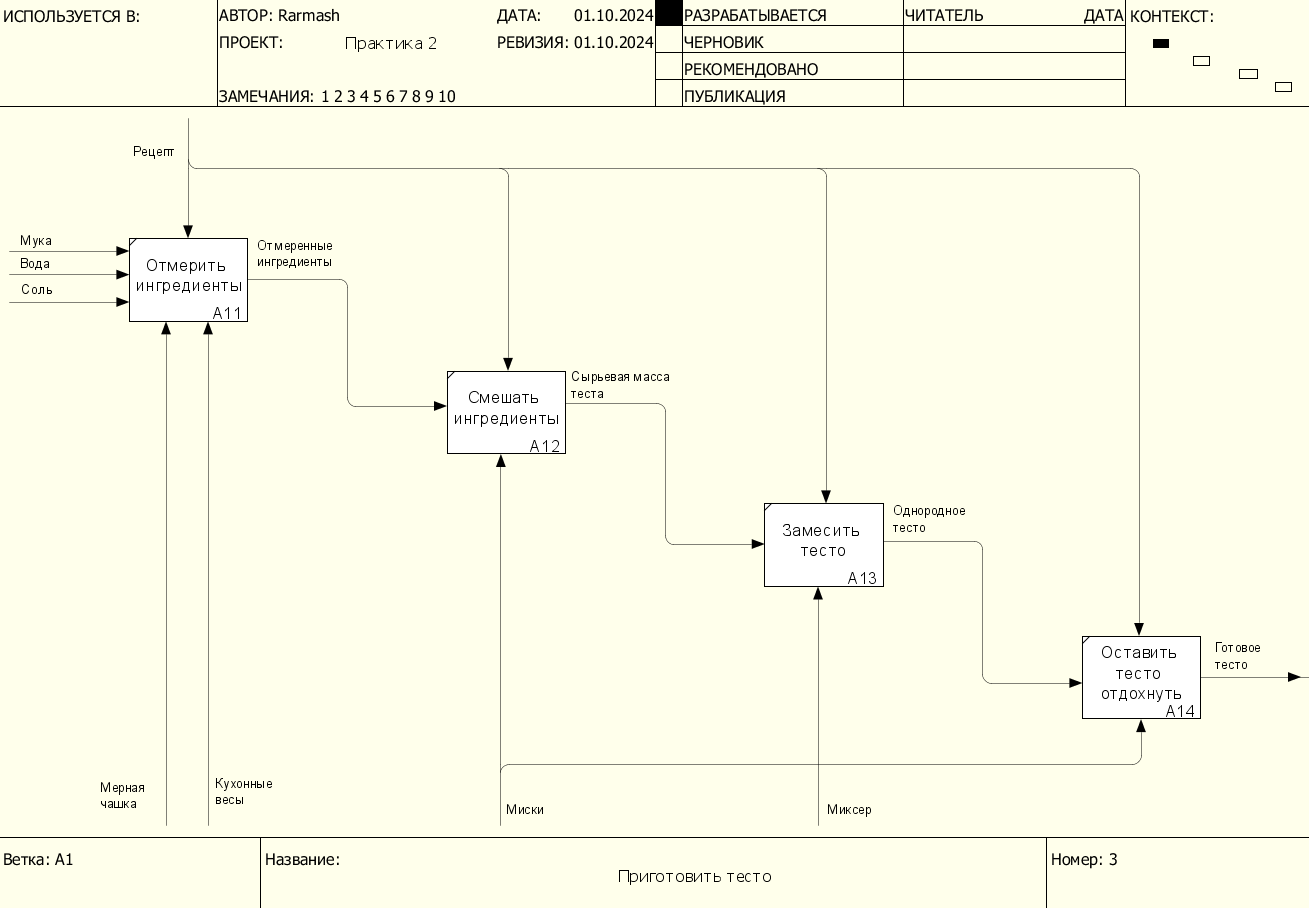 ИСПОЛЬЗУЕТСЯ В:
АВТОР: Rarmash
ДАТА: 01.10.2024
РАЗРАБАТЫВАЕТСЯ
ЧИТАТЕЛЬ
ДАТА
КОНТЕКСТ:
ПРОЕКТ: Практика 2
РЕВИЗИЯ: 01.10.2024
ЧЕРНОВИК
РЕКОМЕНДОВАНО
ЗАМЕЧАНИЯ: 1 2 3 4 5 6 7 8 9 10
ПУБЛИКАЦИЯ
Рецепт
Мука
Вода
Соль
Отмерить
ингредиенты
A11
Отмеренные
ингредиенты
Смешать
ингредиенты
A12
Сырьевая масса
теста
Замесить
тесто
A13
Однородное
тесто
Оставить
тесто
отдохнуть
A14
Готовое
тесто
Мерная
чашка
Кухонные
весы
Миски
Миксер
Ветка: A1
Название:
Приготовить тесто
Номер: 3